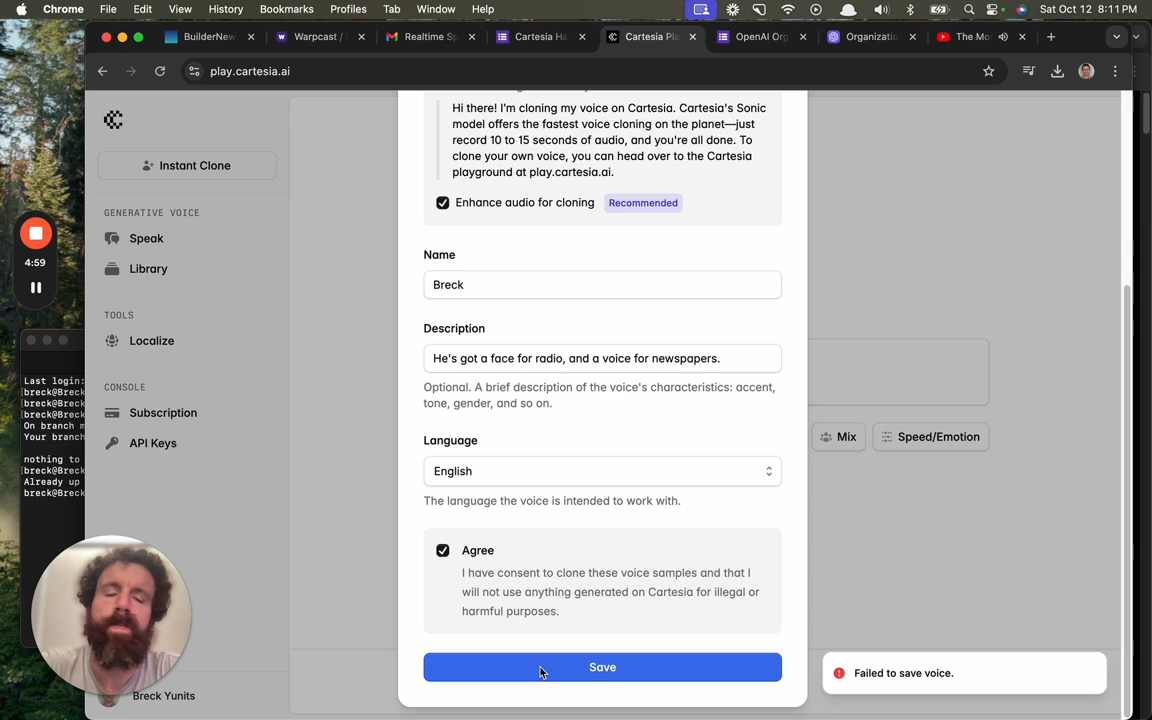 Chrome File Edit View History Bookmarks Profiles Tab Window Help Sat Oct 12 8:11 PM
BuilderNew Warpcast / Realtime Sp Cartesia Ha Cartesia Pla OpenAI Org Organizatio The Mo
play.cartesia.ai
Instant Clone
GENERATIVE VOICE
Speak
Library
TOOLS
Localize
CONSOLE
Subscription
API Keys
Breck Yunits
4:59
Last login:
breck@Breck
breck@Breck
breck@Breck
On branch m
Your branch
nothing to
breck@Breck
Already up
breck@Breck
Hi there! I'm cloning my voice on Cartesia. Cartesia's Sonic
model offers the fastest voice cloning on the planet—just
record 10 to 15 seconds of audio, and you're all done. To
clone your own voice, you can head over to the Cartesia
playground at play.cartesia.ai.
Enhance audio for cloning Recommended
Name
Breck
Description
He's got a face for radio, and a voice for newspapers.
Optional. A brief description of the voice's characteristics: accent,
tone, gender, and so on.
Language
English
The language the voice is intended to work with.
Agree
I have consent to clone these voice samples and that I
will not use anything generated on Cartesia for illegal or
harmful purposes.
Save
Mix
Speed/Emotion
Failed to save voice.